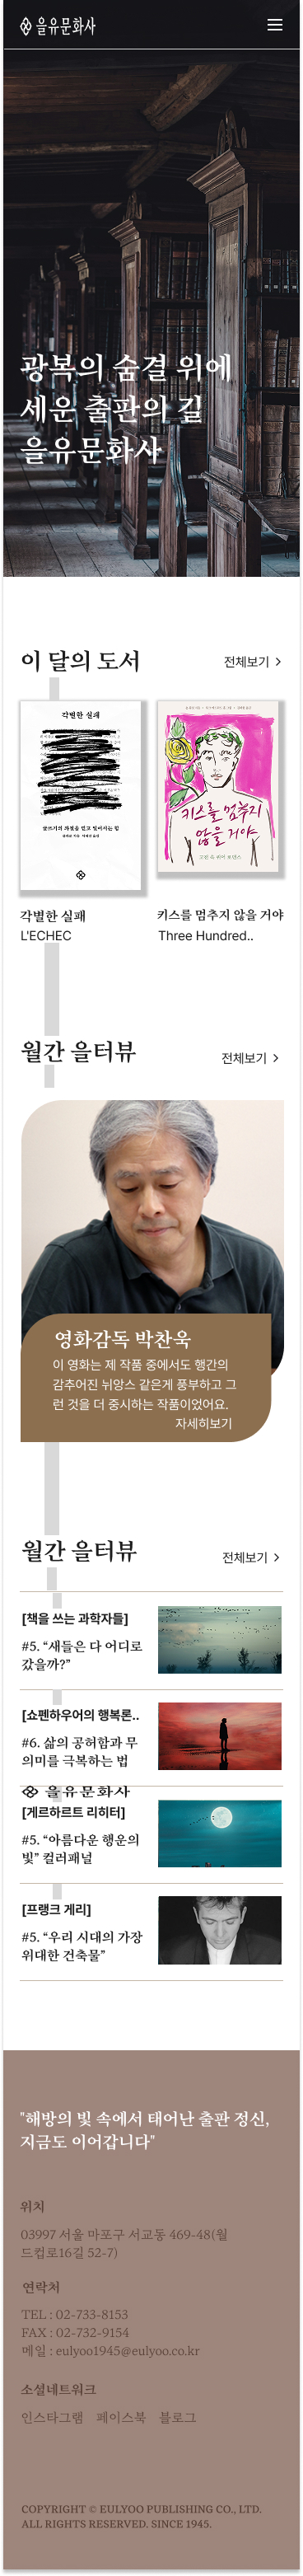 을유문화사
광복의 숨결 위에
세운 출판의 길
을유문화사
이 달의 도서
전체보기
각별한 실패
글쓰기의 좌절을 딛고 일어서는 법
키스를 멈추지
않을 거야
각별한 실패
키스를 멈추지 않을 거야
L'ECHEC
Three Hundred..
월간 을터뷰
전체보기
영화감독 박찬욱
이 영화는 제 작품 중에서도 행간의
감추어진 뉘앙스 같은게 풍부하고 그
런 것을 더 중시하는 작품이었어요.
자세히보기
월간 을터뷰
전체보기
[책을 쓰는 과학자들]
#5. “새들은 다 어디로
갔을까?”
[쇼펜하우어의 행복론..
#6. 삶의 공허함과 무
의미를 극복하는 법
을유문화사
[게르하르트 리히터]
#5. “아름다운 행운의
빛” 컬러패널
[프랭크 게리]
#5. “우리 시대의 가장
위대한 건축물”
"해방의 빛 속에서 태어난 출판 정신,
지금도 이어갑니다"
위치
03997 서울 마포구 서교동 469-48(월
드컵로16길 52-7)
연락처
TEL : 02-733-8153
FAX : 02-732-9154
메일 : eulyoo1945@eulyoo.co.kr
소셜네트워크
인스타그램 페이스북 블로그
COPYRIGHT © EULYOO PUBLISHING CO., LTD.
ALL RIGHTS RESERVED. SINCE 1945.